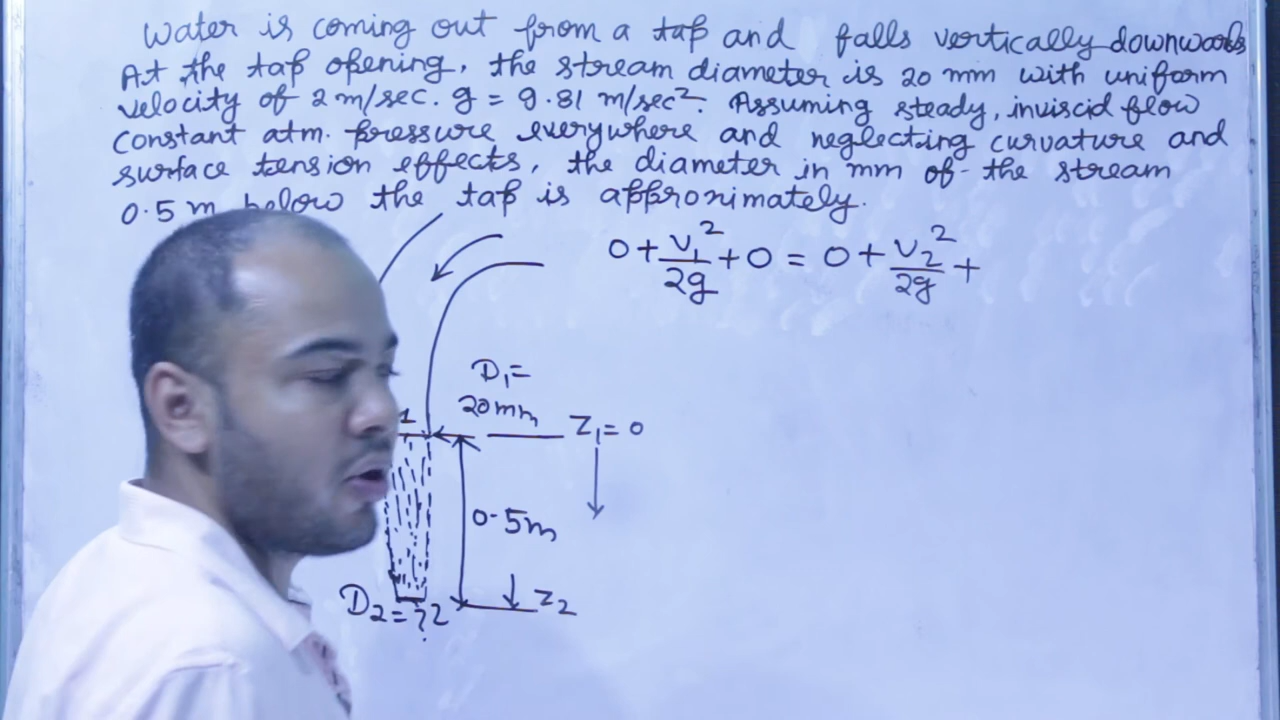 Water is coming out from a tap and falls vertically downwards
At the tap opening, the stream diameter is 20 mm with uniform
velocity of 2 m/sec. g = 9.81 m/sec². Assuming steady, inviscid flow
constant atm. pressure everywhere and neglecting curvature and
surface tension effects, the diameter in mm of the stream
0.5 m below the tap is approximately.
0 + V₁²/2g + 0 = 0 + V₂²/2g +
D₁ =
20mm
1
Z₁ = 0
0.5m
D₂ = ??
Z₂